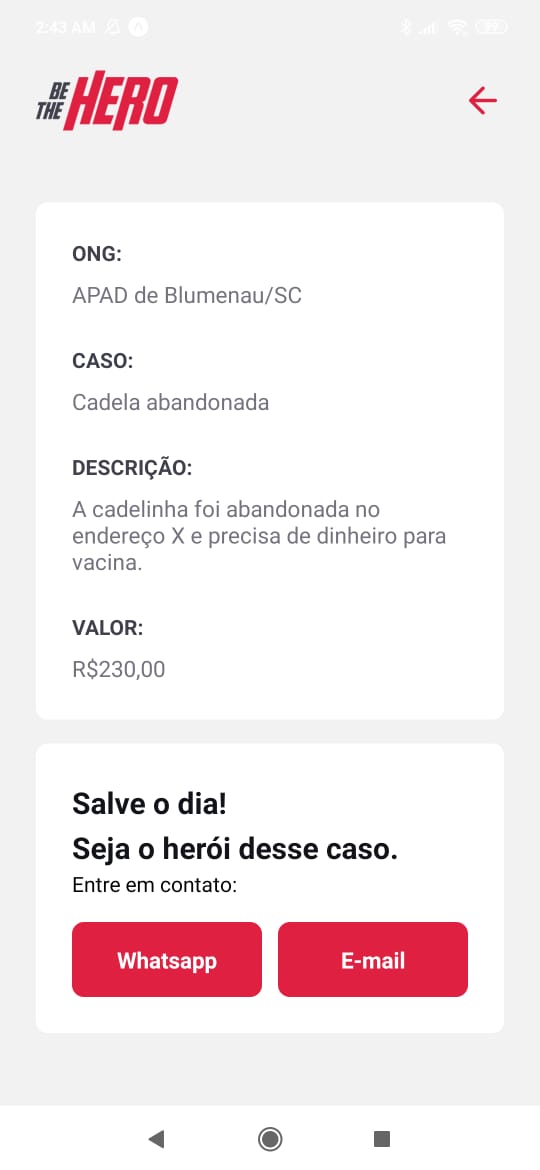 2:43 AM
99
BE
THE HERO
ONG:
APAD de Blumenau/SC
CASO:
Cadela abandonada
DESCRIÇÃO:
A cadelinha foi abandonada no
endereço X e precisa de dinheiro para
vacina.
VALOR:
R$230,00
Salve o dia!
Seja o herói desse caso.
Entre em contato:
Whatsapp
E-mail